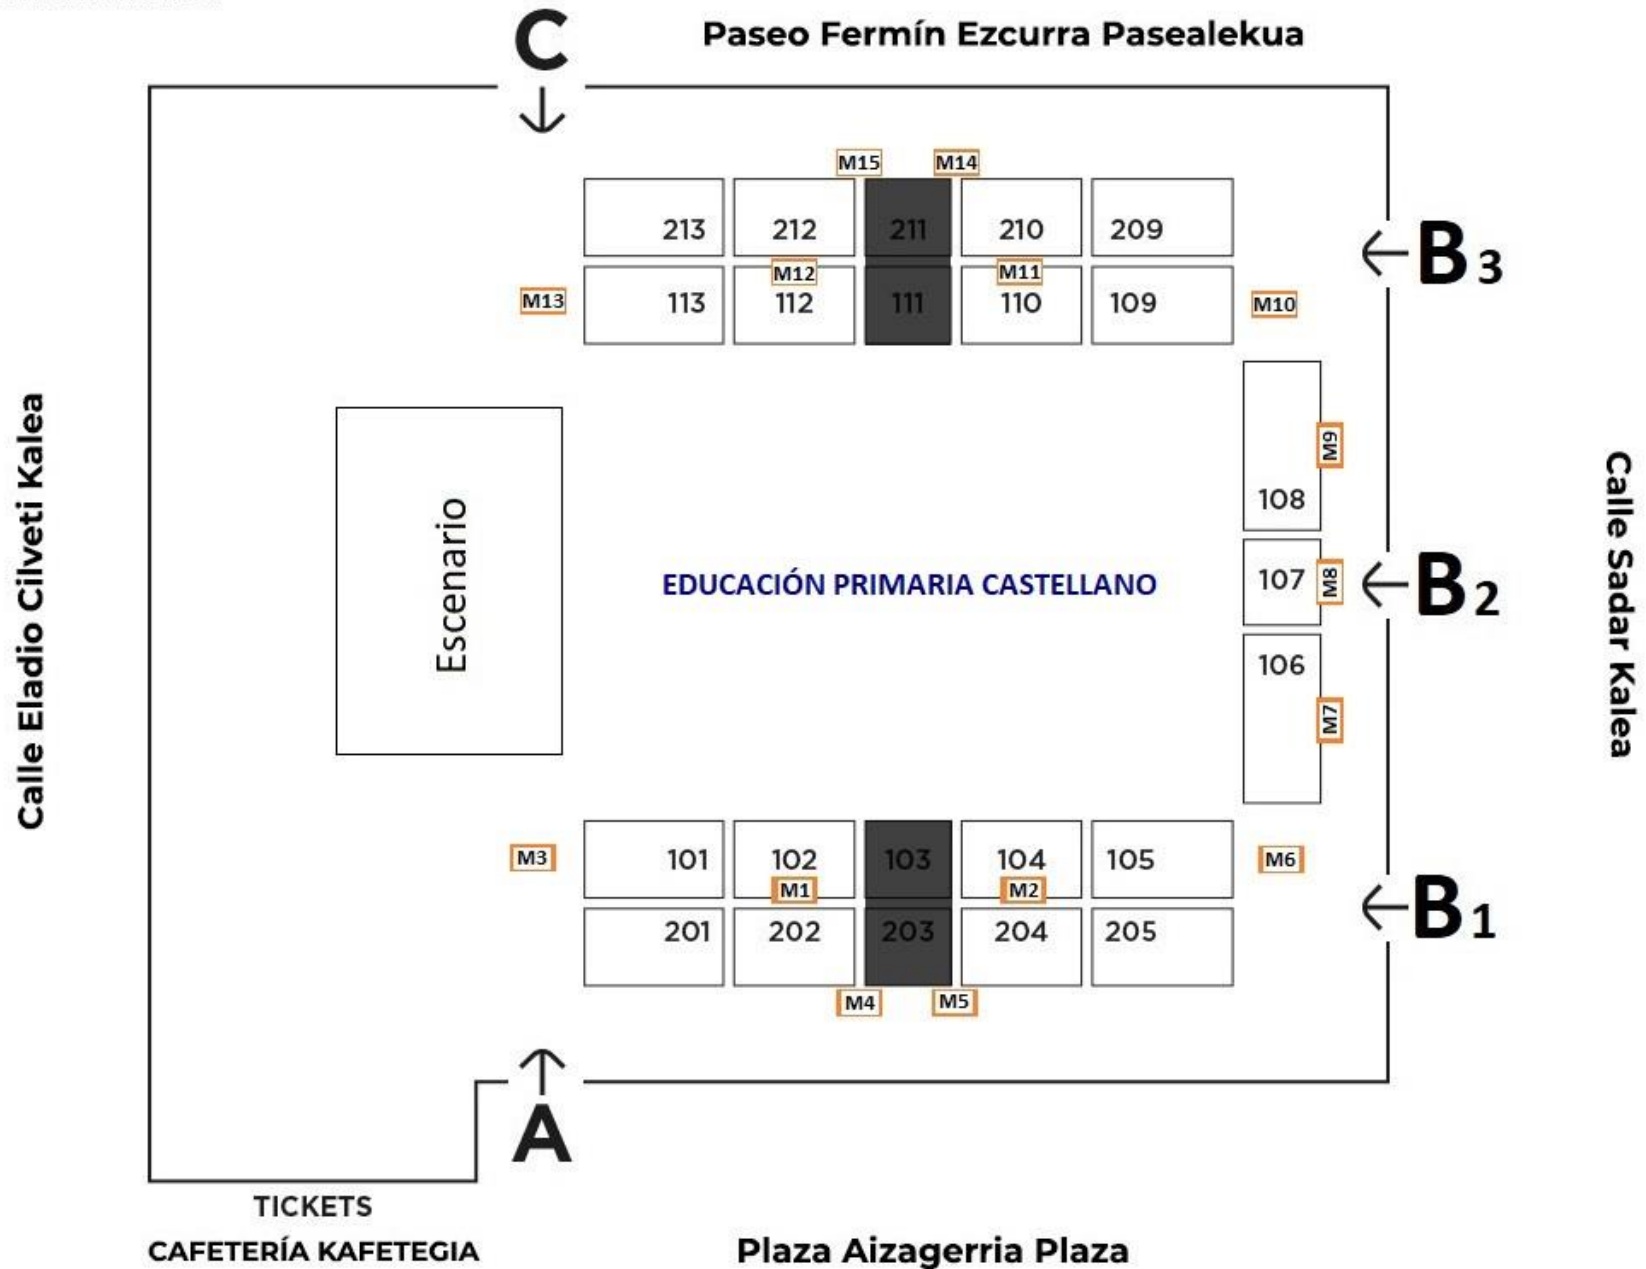 C
Paseo Fermín Ezcurra Pasealekua
M15 M14
213 212 211 210 209
M12 M11
M13 113 112 111 110 109 M10
B3
Calle Eladio Cilveti Kalea
Escenario
EDUCACIÓN PRIMARIA CASTELLANO
108 M9
107 M8
B2
106 M7
Calle Sadar Kalea
M3 101 102 103 104 105 M6
M1 M2
201 202 203 204 205
B1
M4 M5
A
TICKETS
CAFETERÍA KAFETEGIA
Plaza Aizagerria Plaza